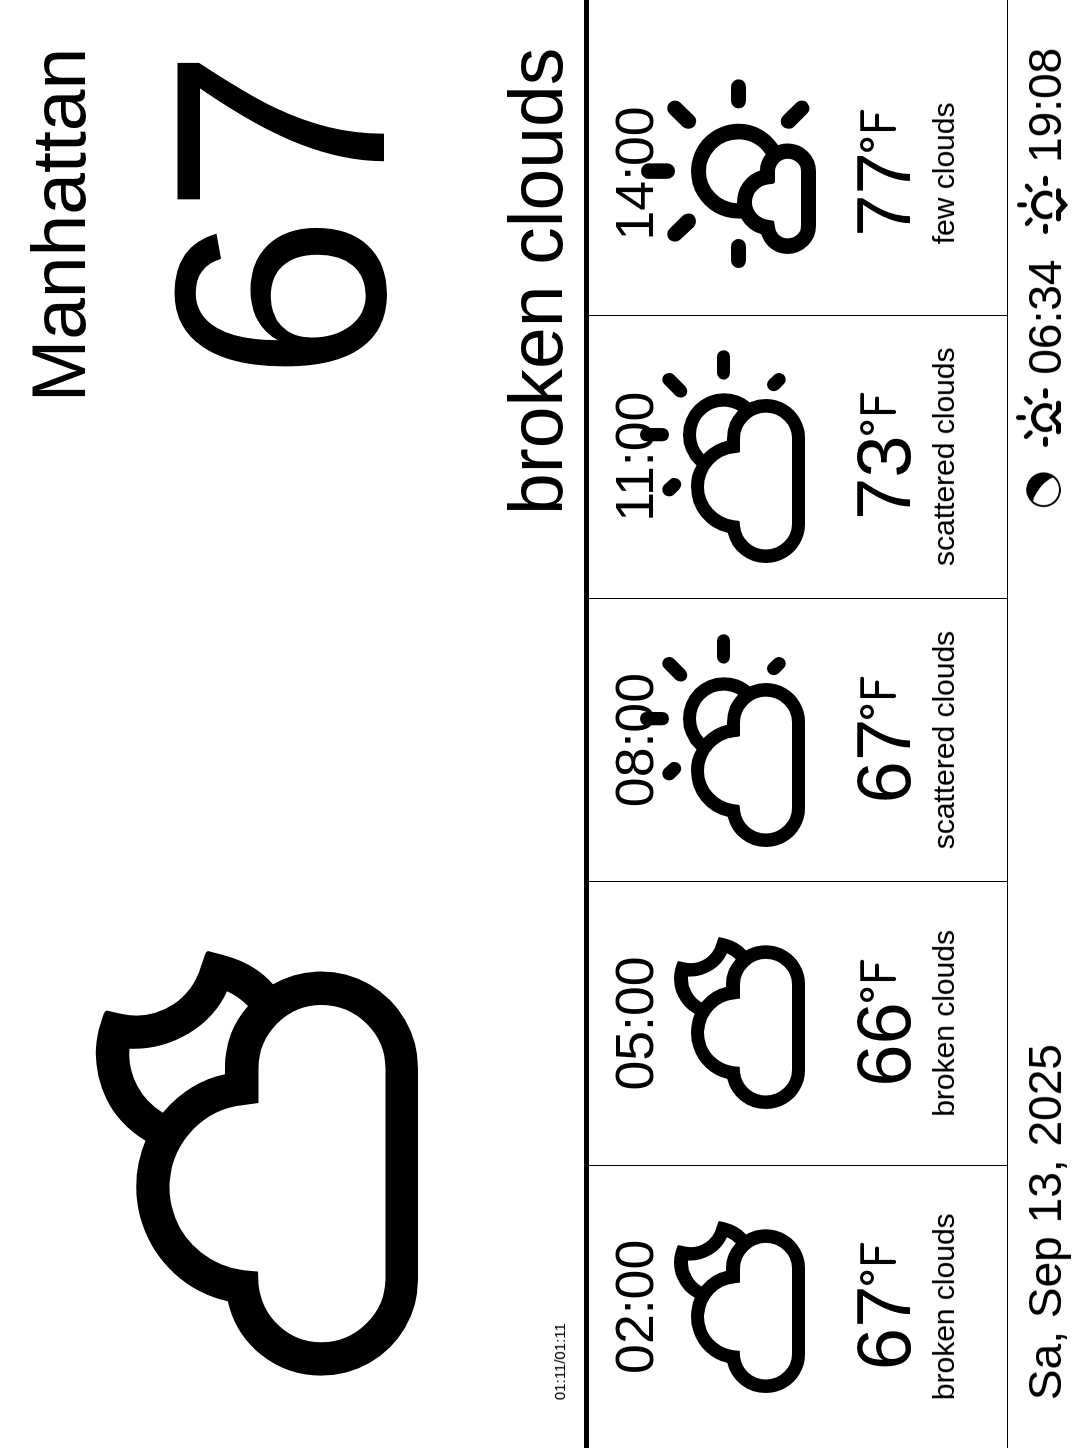 Manhattan
67
broken clouds
01:11/01:11
02:00 05:00 08:00 11:00 14:00
67°F 66°F 67°F 73°F 77°F
broken clouds broken clouds scattered clouds scattered clouds few clouds
Sa, Sep 13, 2025 06:34 19:08